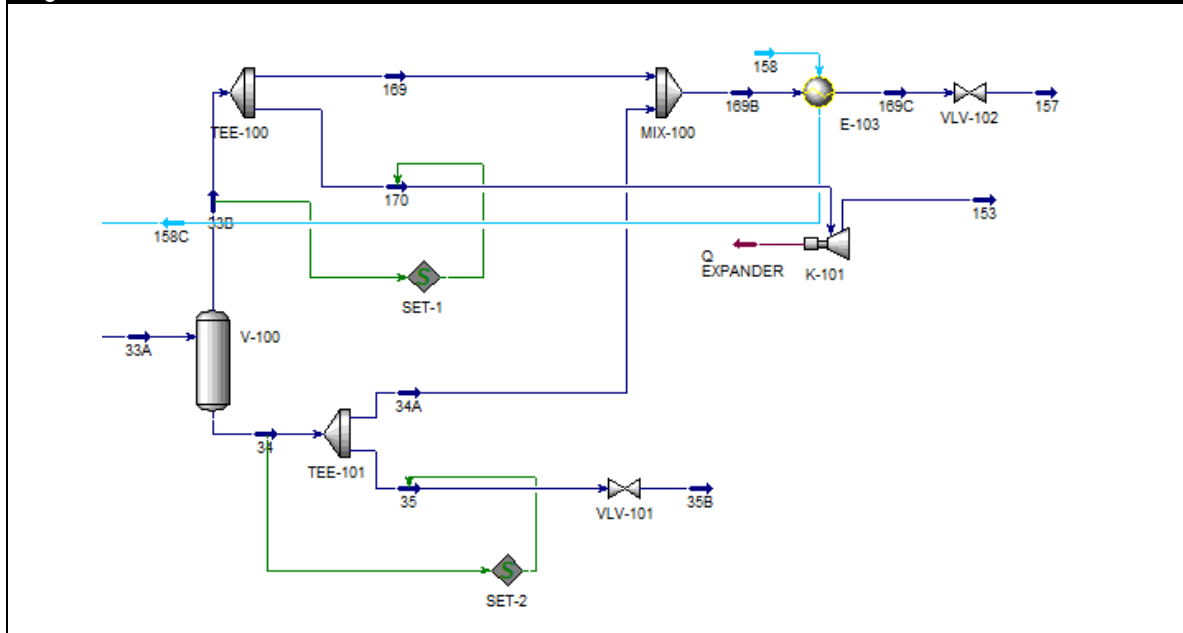 158
169
169B
169C
157
TEE-100
MIX-100
E-103
VLV-102
170
153
33B
158C
Q
EXPANDER
K-101
SET-1
V-100
33A
34A
34
TEE-101
35
VLV-101
35B
SET-2
S
S